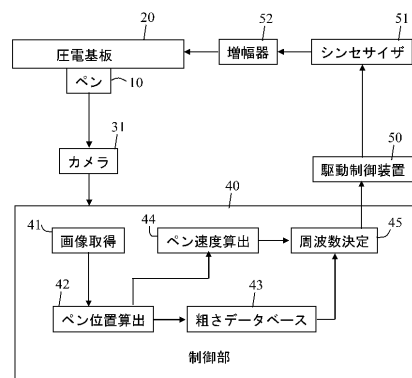 20
52
51
圧電基板
増幅器
シンセサイザ
ペン
10
31
50
カメラ
駆動制御装置
40
41
44
45
画像取得
ペン速度算出
周波数決定
42
43
ペン位置算出
粗さデータベース
制御部